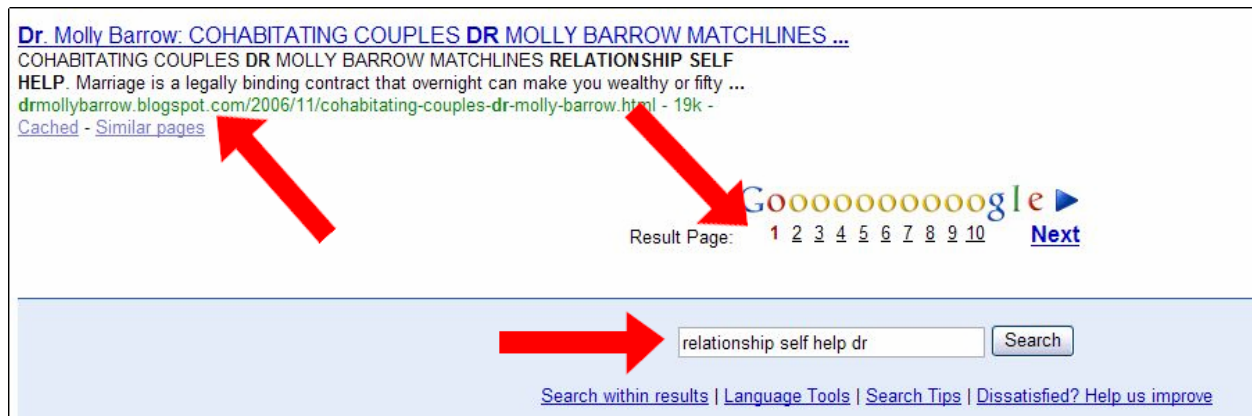 Dr. Molly Barrow: COHABITATING COUPLES DR MOLLY BARROW MATCHLINES ...
COHABITATING COUPLES DR MOLLY BARROW MATCHLINES RELATIONSHIP SELF
HELP. Marriage is a legally binding contract that overnight can make you wealthy or fifty ...
drmollybarrow.blogspot.com/2006/11/cohabitating-couples-dr-molly-barrow.html - 19k -
Cached - Similar pages
Goooooooooogle
Result Page: 1 2 3 4 5 6 7 8 9 10 Next
relationship self help dr Search
Search within results | Language Tools | Search Tips | Dissatisfied? Help us improve